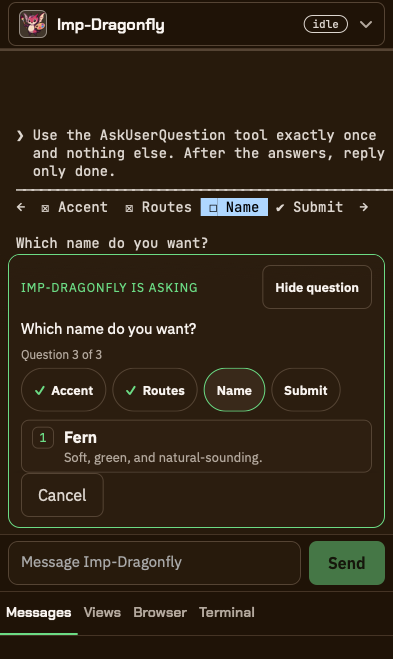 Imp-Dragonfly
idle
❯ Use the AskUserQuestion tool exactly once
and nothing else. After the answers, reply
only done.
← ☒ Accent ☒ Routes ☐ Name ✔ Submit →
Which name do you want?
IMP-DRAGONFLY IS ASKING
Hide question
Which name do you want?
Question 3 of 3
✓ Accent ✓ Routes Name Submit
1 Fern
Soft, green, and natural-sounding.
Cancel
Message Imp-Dragonfly
Send
Messages Views Browser Terminal